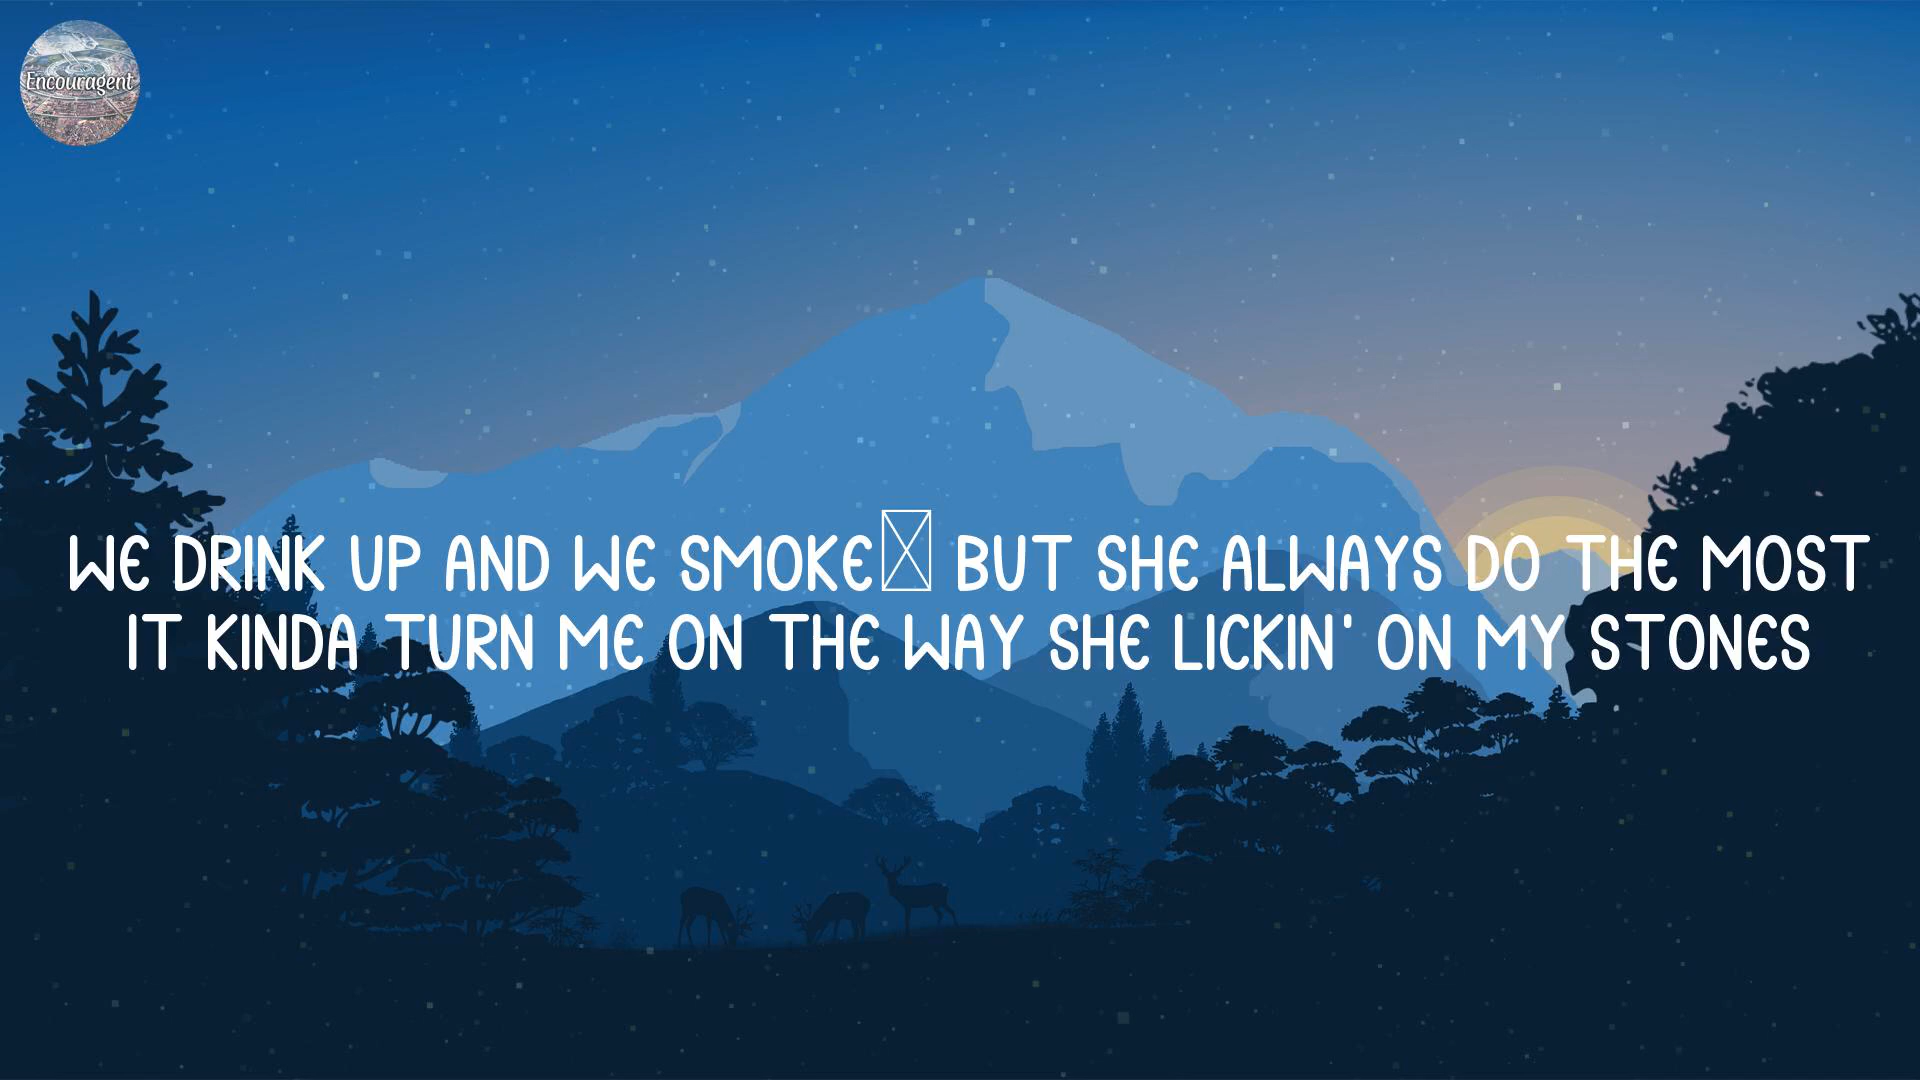 Encouragent
WE DRINK UP AND WE SMOKE BUT SHE ALWAYS DO THE MOST
IT KINDA TURN ME ON THE WAY SHE LICKIN' ON MY STONES